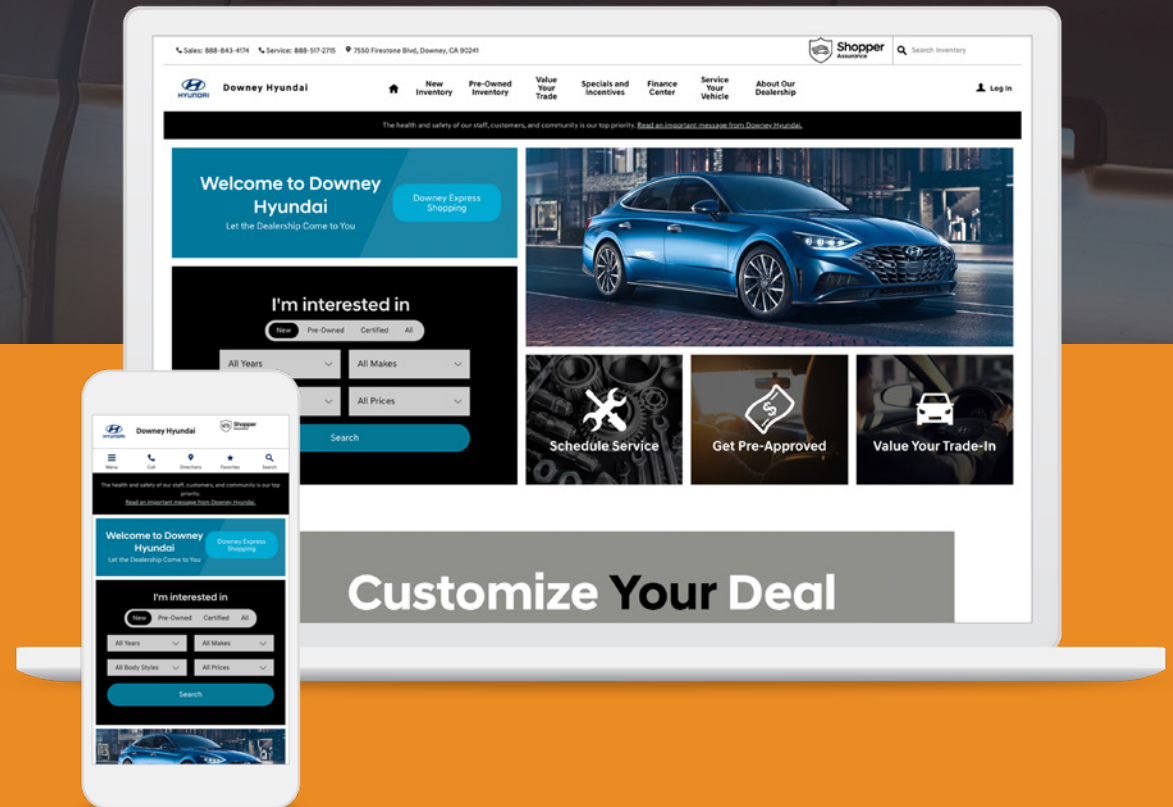 Sales: 888-843-4174 Service: 888-517-2715 7550 Firestone Blvd, Downey, CA 90241
Shopper
Assurance
Search Inventory
HYUNDAI
Downey Hyundai
New
Inventory
Pre-Owned
Inventory
Value
Your
Trade
Specials and
Incentives
Finance
Center
Service
Your
Vehicle
About Our
Dealership
Log In
The health and safety of our staff, customers, and community is our top priority. Read an important message from Downey Hyundai.
Welcome to Downey
Hyundai
Let the Dealership Come to You
Downey Express
Shopping
I'm interested in
New Pre-Owned Certified All
All Years All Makes
All Prices
Search
Schedule Service
Get Pre-Approved
Value Your Trade-In
Customize Your Deal
HYUNDAI
Downey Hyundai
Shopper
Assurance
Menu Call Directions Favorites Search
The health and safety of our staff, customers, and community is our top
priority.
Read an important message from Downey Hyundai.
Welcome to Downey
Hyundai
Let the Dealership Come to You
Downey Express
Shopping
I'm interested in
New Pre-Owned Certified All
All Years All Makes
All Body Styles All Prices
Search